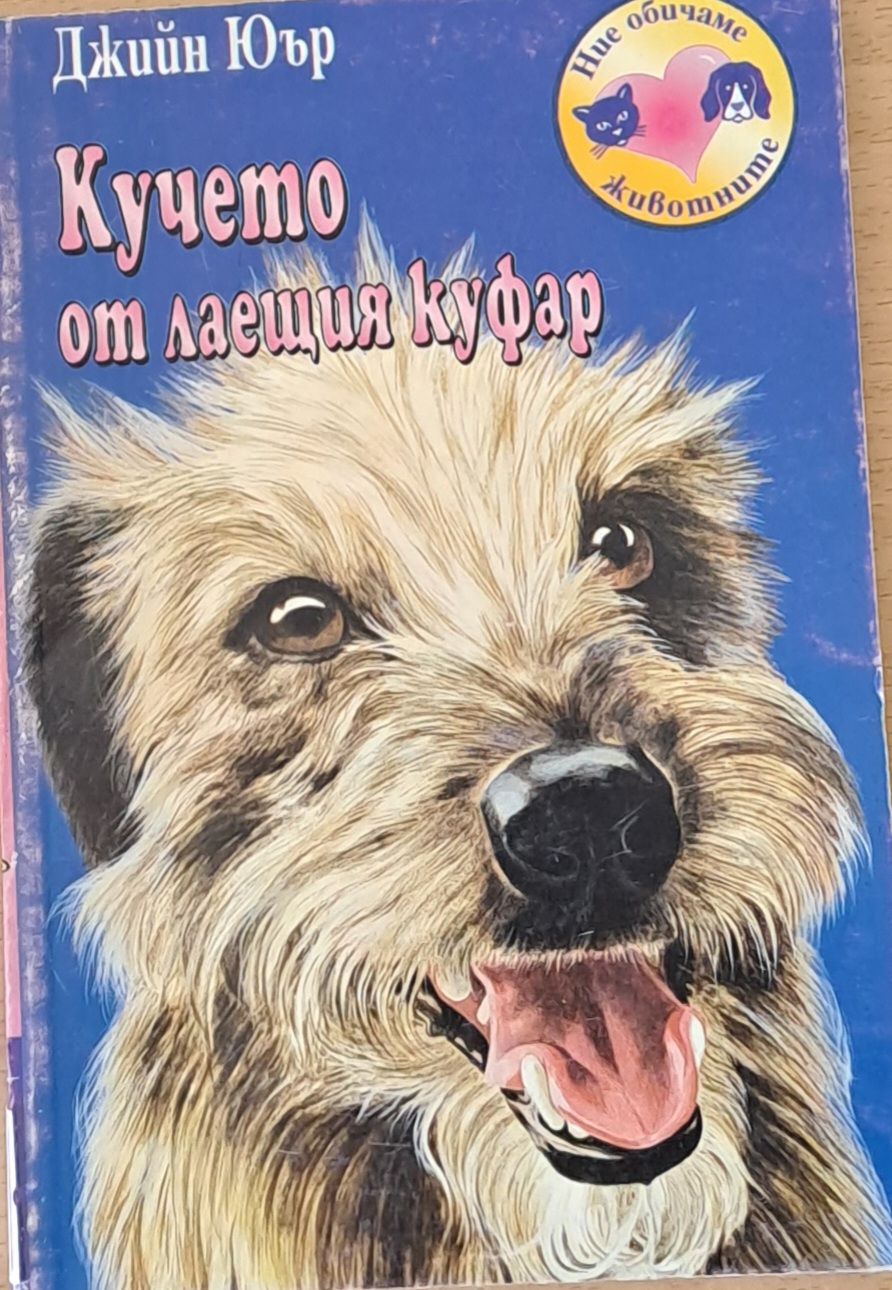 Джийн Юър
Ние обичаме
животните
Кучето
от лаещия куфар